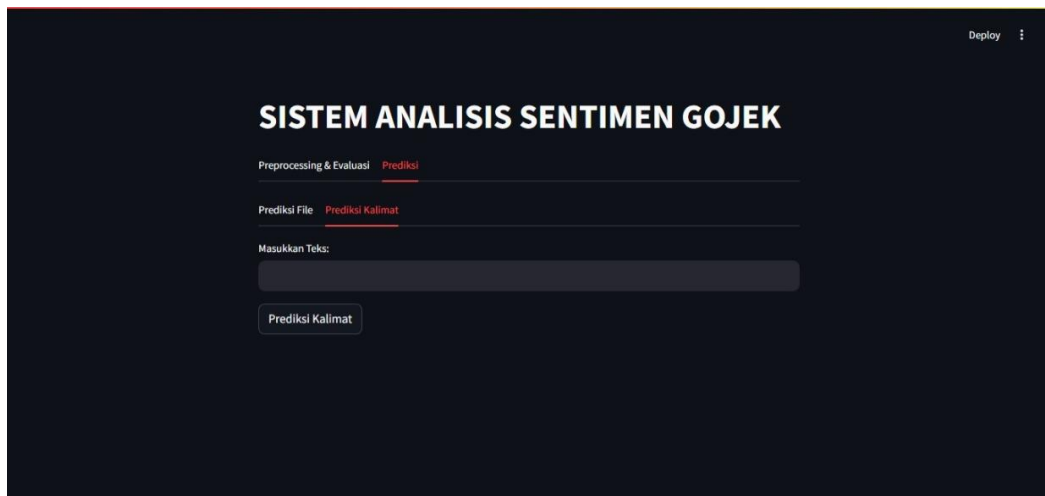 Deploy
SISTEM ANALISIS SENTIMEN GOJEK
Preprocessing & Evaluasi Prediksi
Prediksi File Prediksi Kalimat
Masukkan Teks:
Prediksi Kalimat